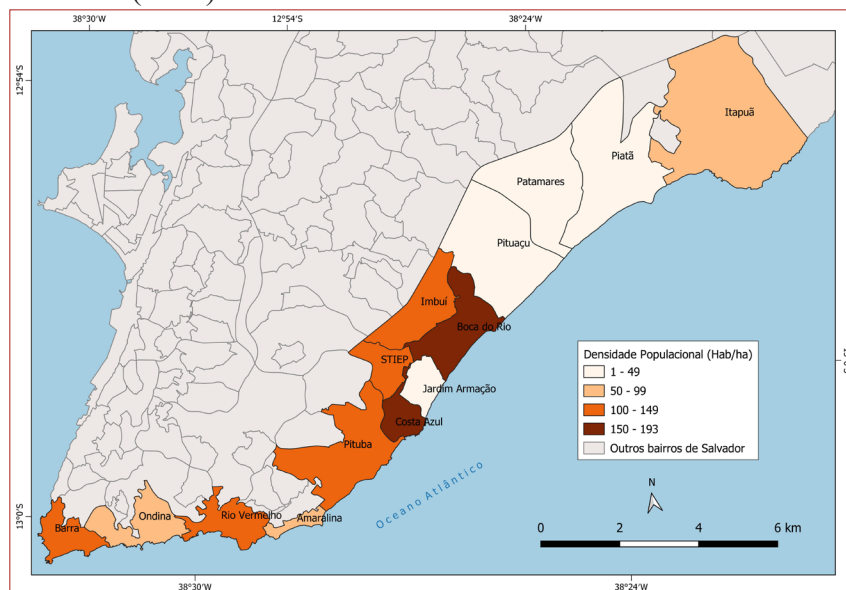 38°30'W
12°54'S
38°24'W
12°54'S
Itapuã
Piatã
Patamares
Pituaçu
Imbuí
Boca do Rio
STIEP
Jardim Armação
Costa Azul
Pituba
Oceano Atlântico
Ondina
Rio Vermelho
Amaralina
Barra
13°0'S
Densidade Populacional (Hab/ha)
1 - 49
50 - 99
100 - 149
150 - 193
Outros bairros de Salvador
N
0 2 4 6 km
38°30'W
38°24'W